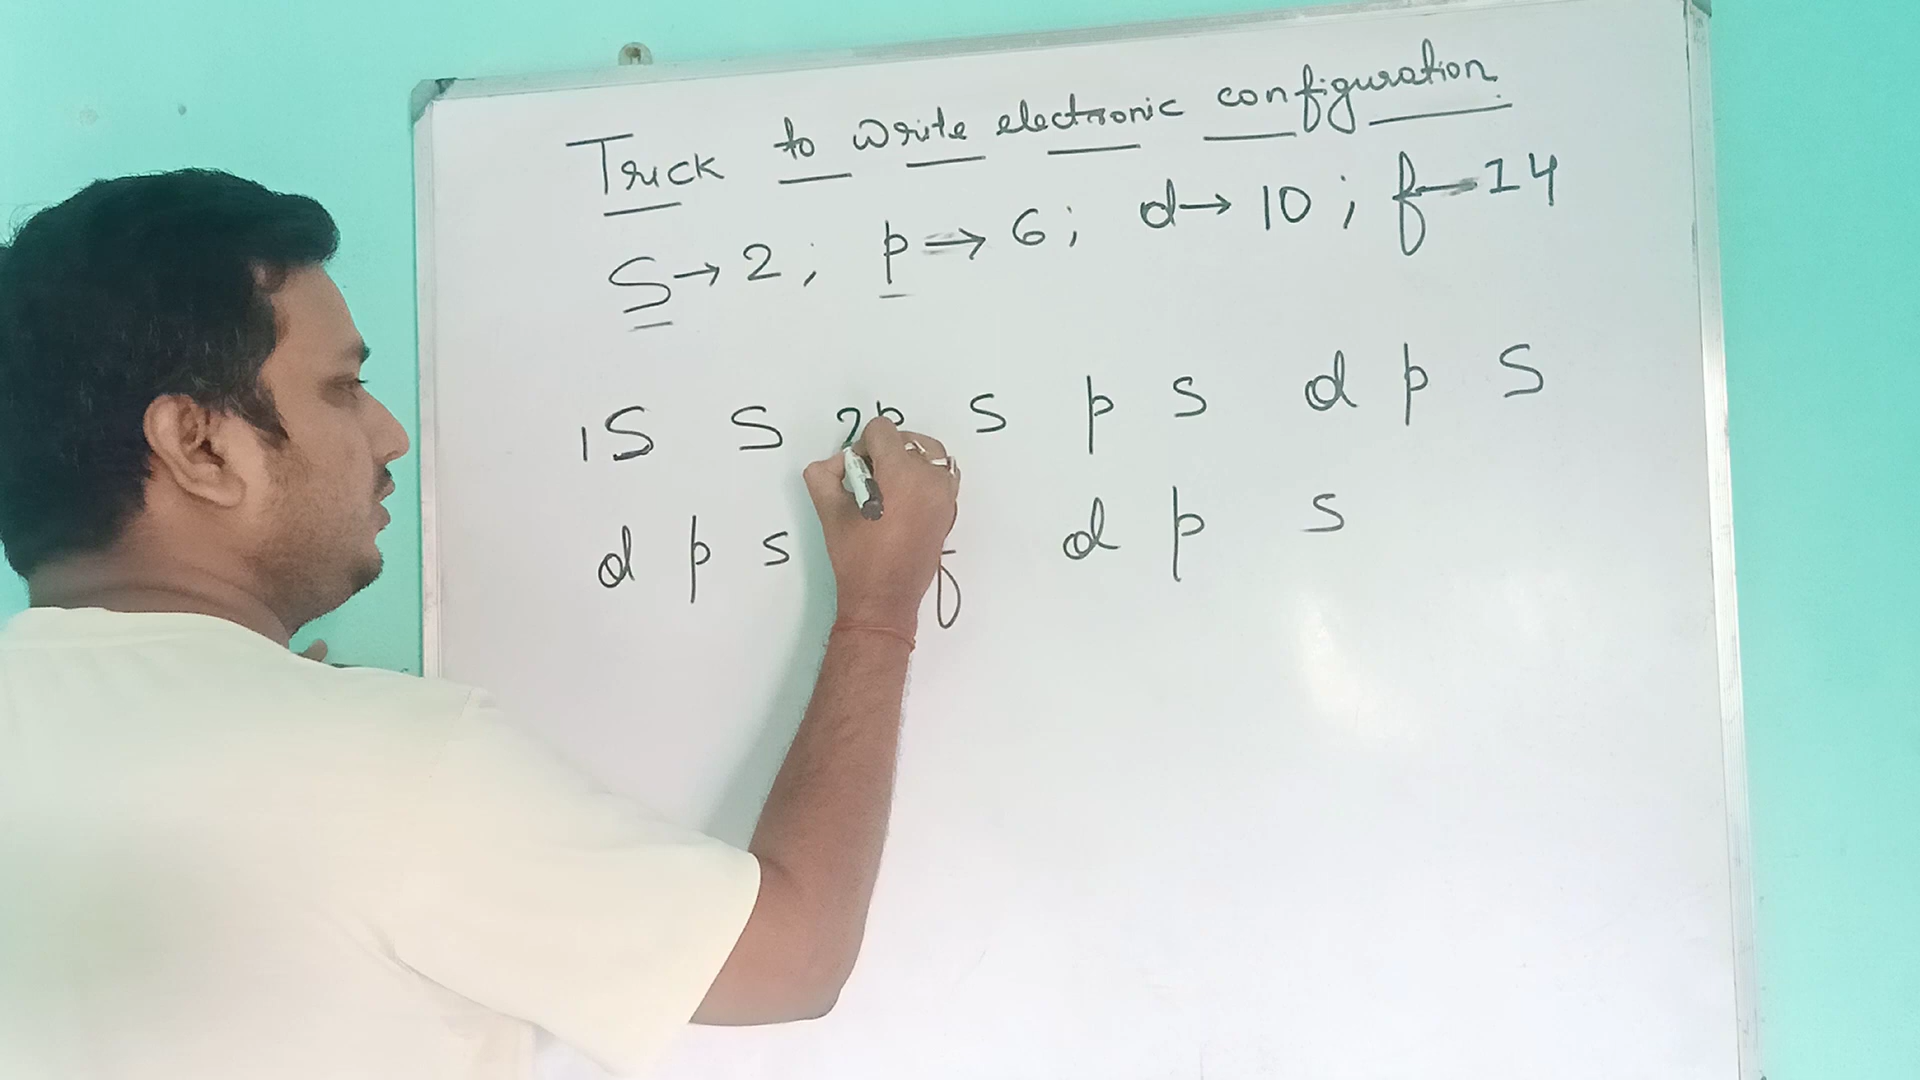 Trick to write electronic configuration.
S→2; p→6; d→10; f→14
1S S 2p S p S d p S
d p s f d p s